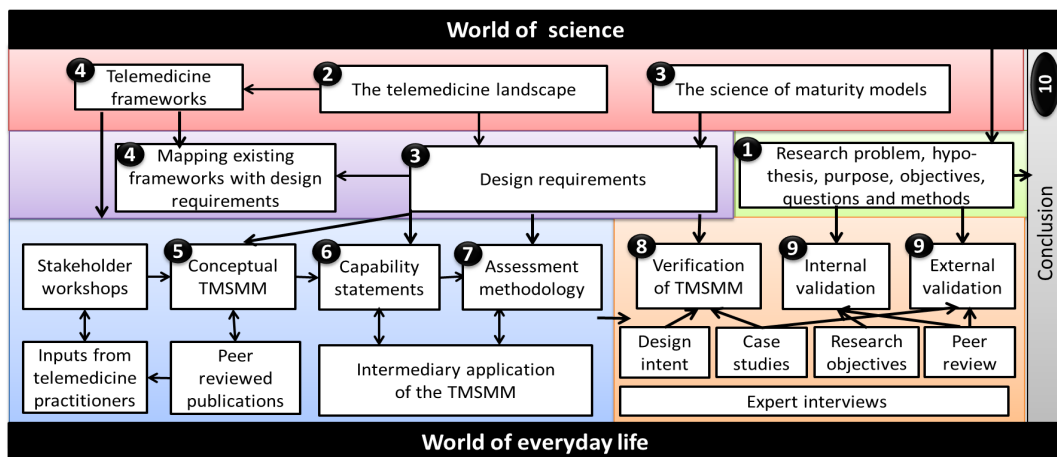 World of science
4
Telemedicine
frameworks
2
The telemedicine landscape
3
The science of maturity models
10
Conclusion
4
Mapping existing
frameworks with design
requirements
3
Design requirements
1
Research problem, hypo-
thesis, purpose, objectives,
questions and methods
Stakeholder
workshops
5
Conceptual
TMSMM
6
Capability
statements
7
Assessment
methodology
8
Verification
of TMSMM
9
Internal
validation
9
External
validation
Inputs from
telemedicine
practitioners
Peer
reviewed
publications
Intermediary application
of the TMSMM
Design
intent
Case
studies
Research
objectives
Peer
review
Expert interviews
World of everyday life